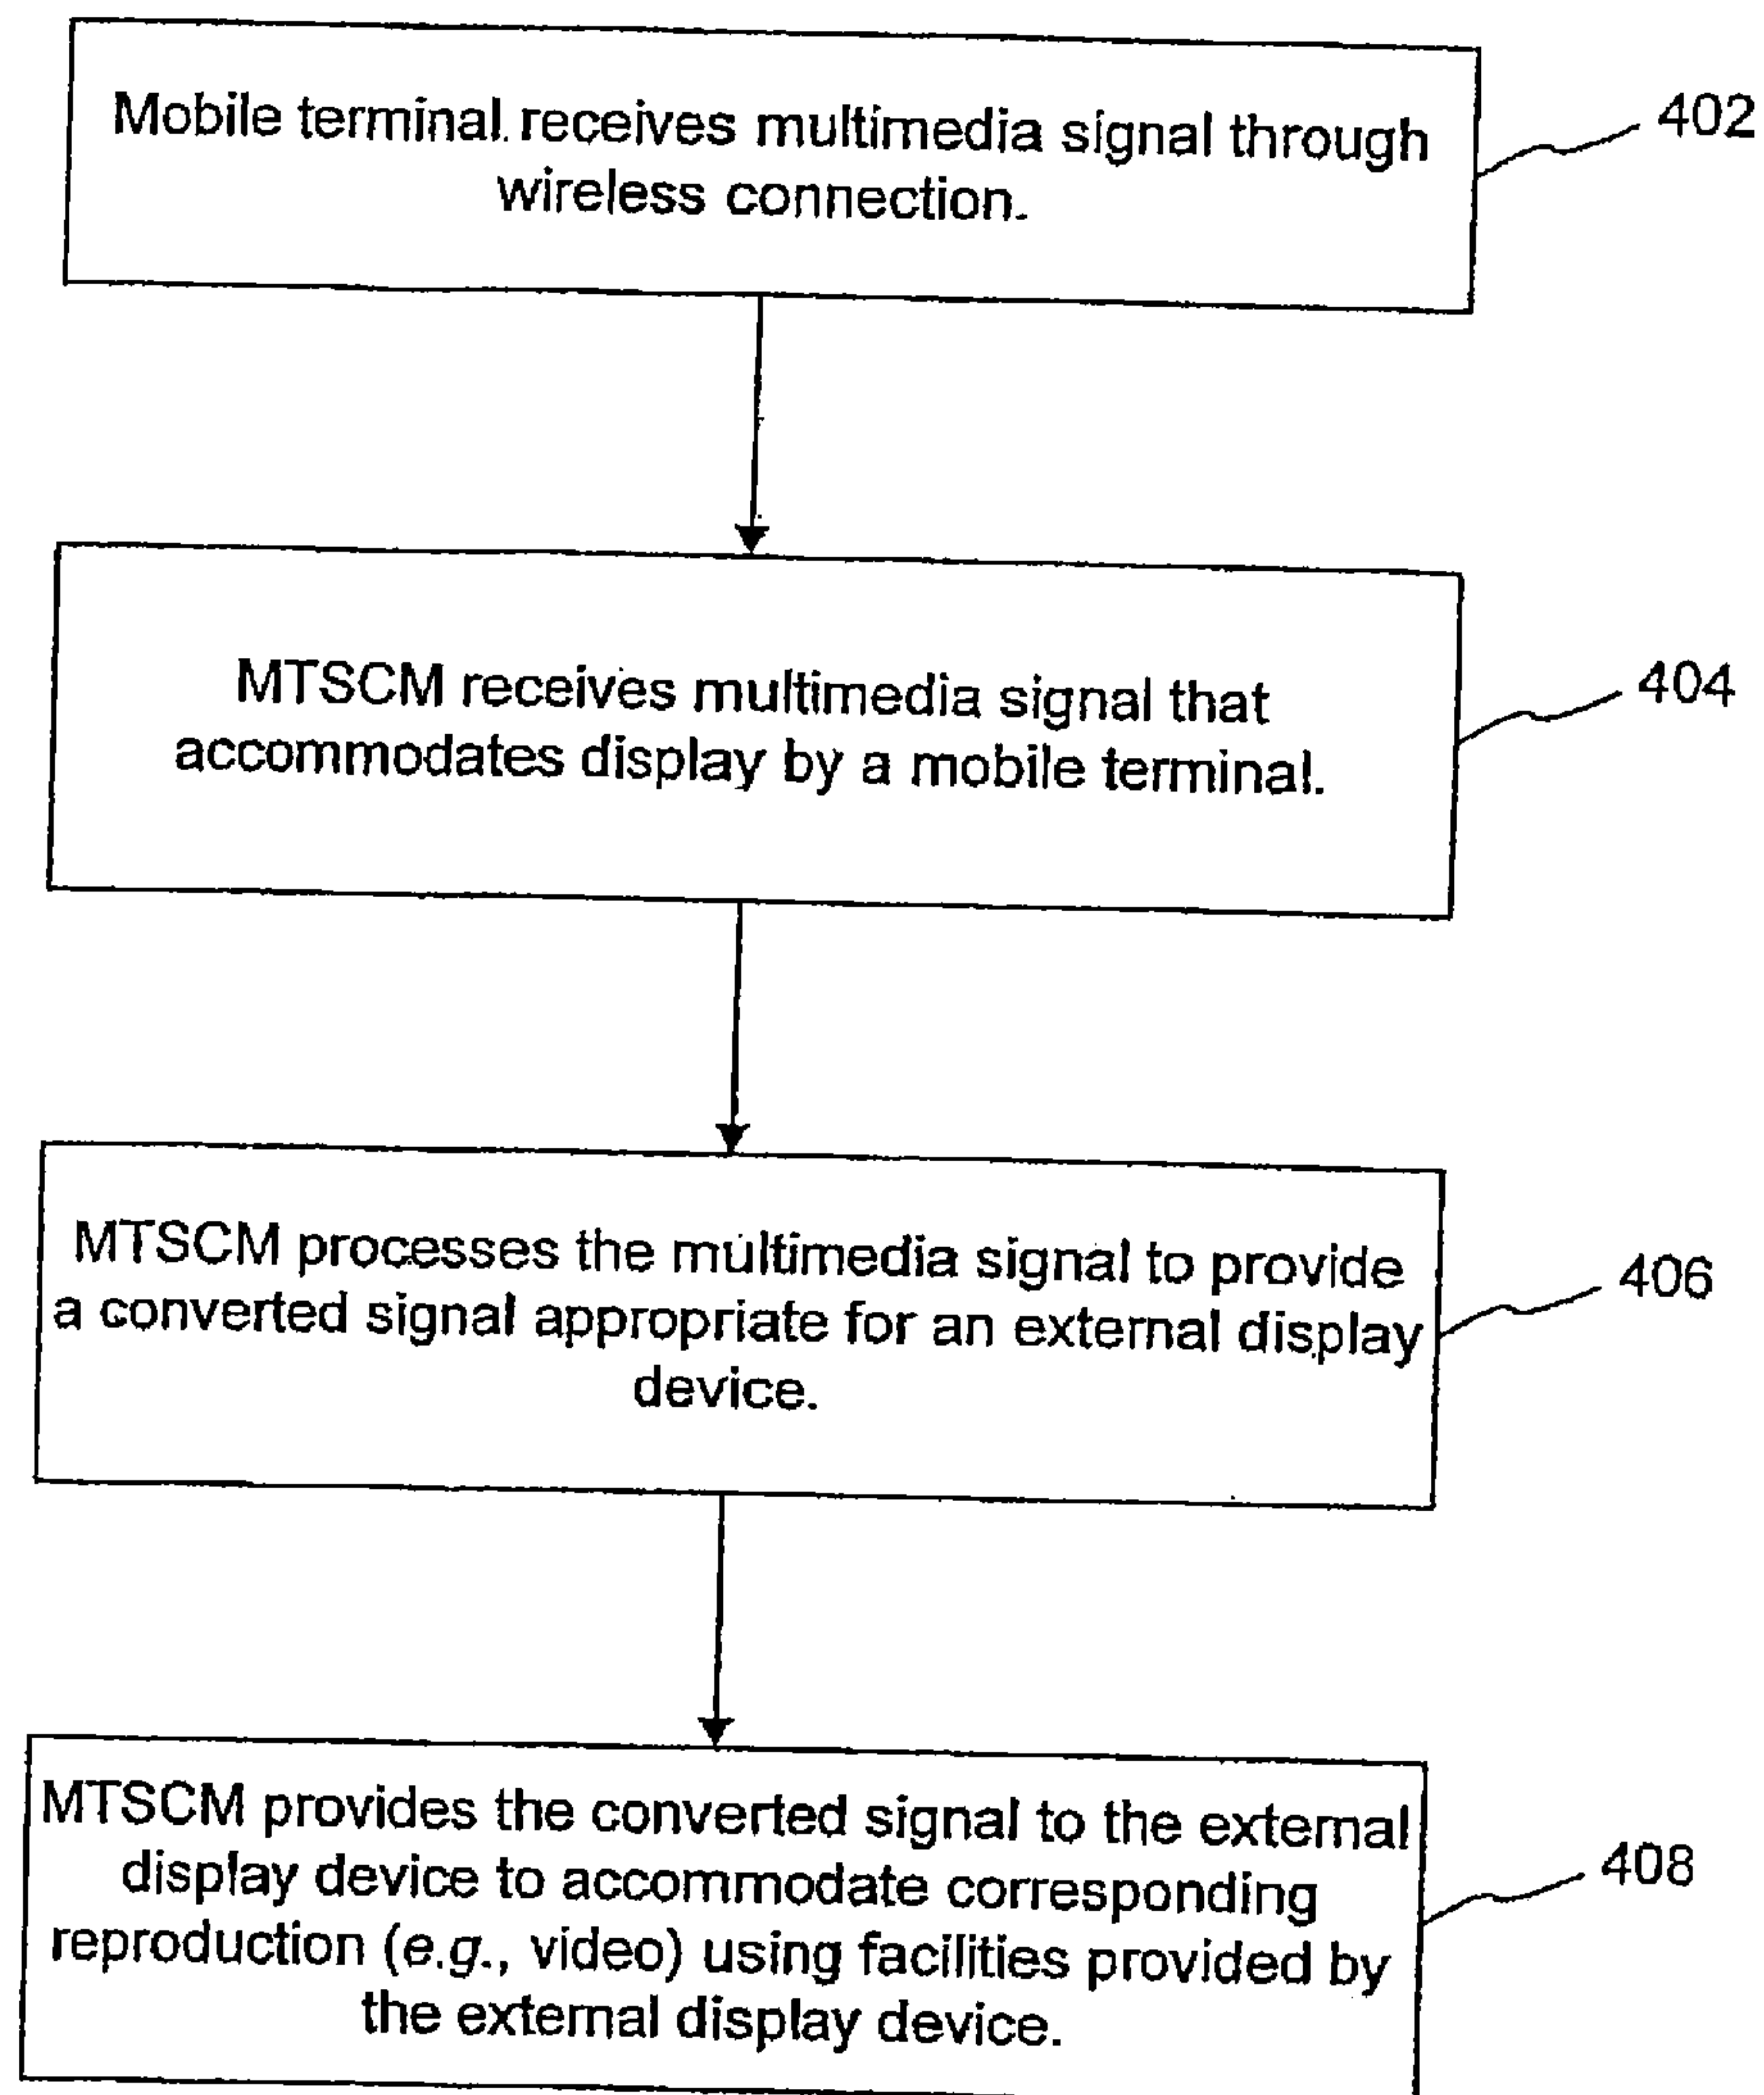 Mobile terminal receives multimedia signal through
wireless connection.
402
MTSCM receives multimedia signal that
accommodates display by a mobile terminal.
404
MTSCM processes the multimedia signal to provide
a converted signal appropriate for an external display
device.
406
MTSCM provides the converted signal to the external
display device to accommodate corresponding
reproduction (e.g., video) using facilities provided by
the external display device.
408